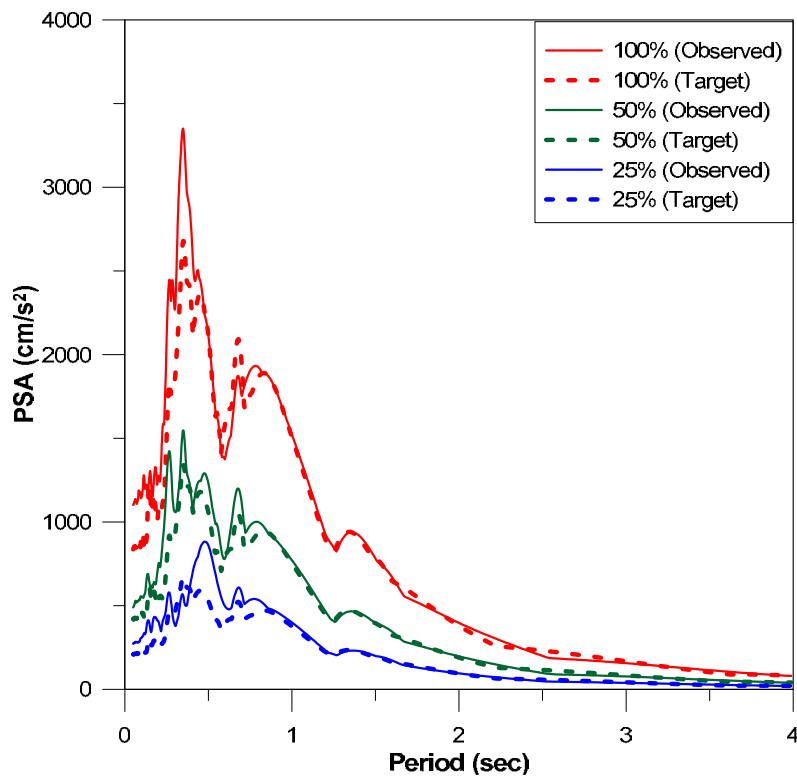 4000
3000
2000
1000
0
PSA (cm/s²)
100% (Observed)
100% (Target)
50% (Observed)
50% (Target)
25% (Observed)
25% (Target)
0 1 2 3 4
Period (sec)